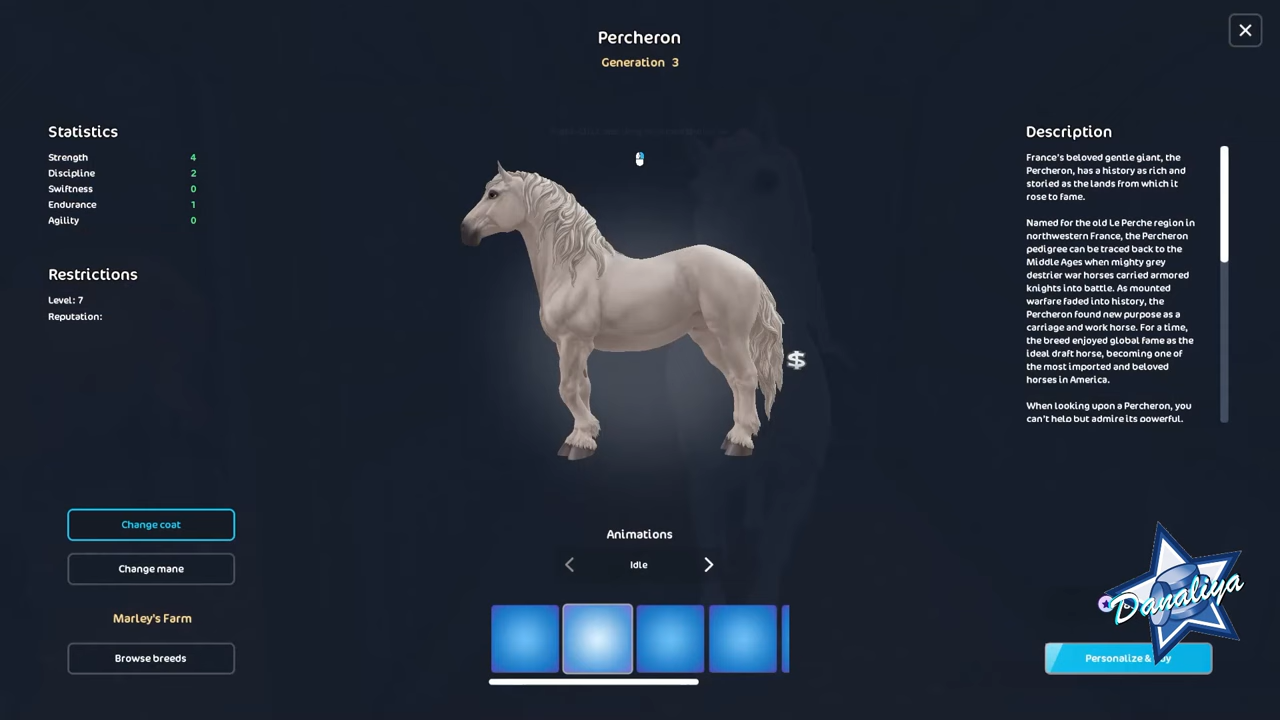 Percheron
Generation 3
Statistics
Strength 4
Discipline 2
Swiftness 0
Endurance 1
Agility 0
Restrictions
Level: 7
Reputation:
Change coat
Change mane
Marley's Farm
Browse breeds
$
Animations
Idle
Description
France's beloved gentle giant, the
Percheron, has a history as rich and
storied as the lands from which it
rose to fame.
Named for the old Le Perche region in
northwestern France, the Percheron
pedigree can be traced back to the
Middle Ages when mighty grey
destrier war horses carried armored
knights into battle. As mounted
warfare faded into history, the
Percheron found new purpose as a
carriage and work horse. For a time,
the breed enjoyed global fame as the
ideal draft horse, becoming one of
the most imported and beloved
horses in America.
When looking upon a Percheron, you
can't help but admire its powerful,
Danaliya
Personalize &